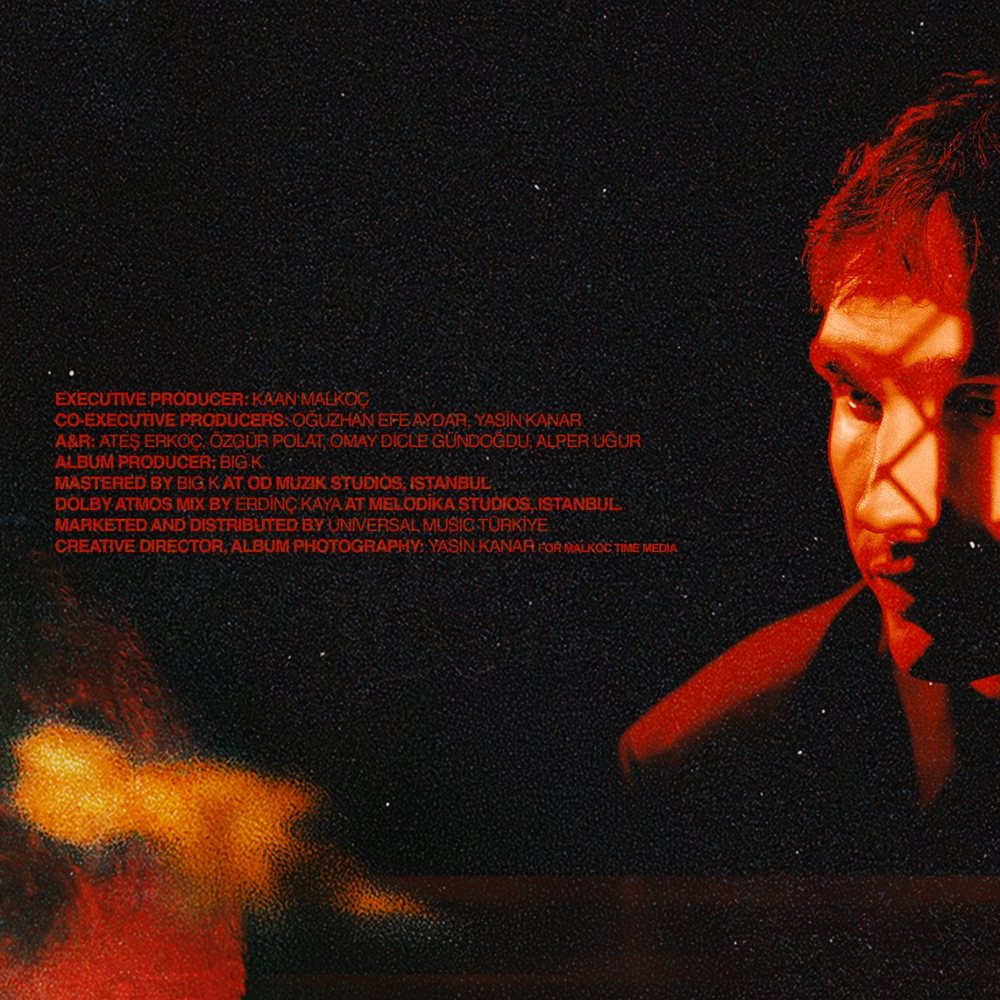 EXECUTIVE PRODUCER: KAAN MALKOÇ
CO-EXECUTIVE PRODUCERS: OĞUZHAN EFE AYDAR, YASİN KANAR
A&R: ATEŞ ERKOÇ, ÖZGÜR POLAT, OMAY DİCLE GÜNDOĞDU, ALPER UĞUR
ALBUM PRODUCER: BIG K
MASTERED BY BIG K AT OD MUZIK STUDIOS, ISTANBUL
DOLBY ATMOS MIX BY ERDİNÇ KAYA AT MELODİKA STUDIOS, ISTANBUL.
MARKETED AND DISTRIBUTED BY UNIVERSAL MUSIC TÜRKİYE
CREATIVE DIRECTOR, ALBUM PHOTOGRAPHY: YASİN KANAR FOR MALKOC TIME MEDIA